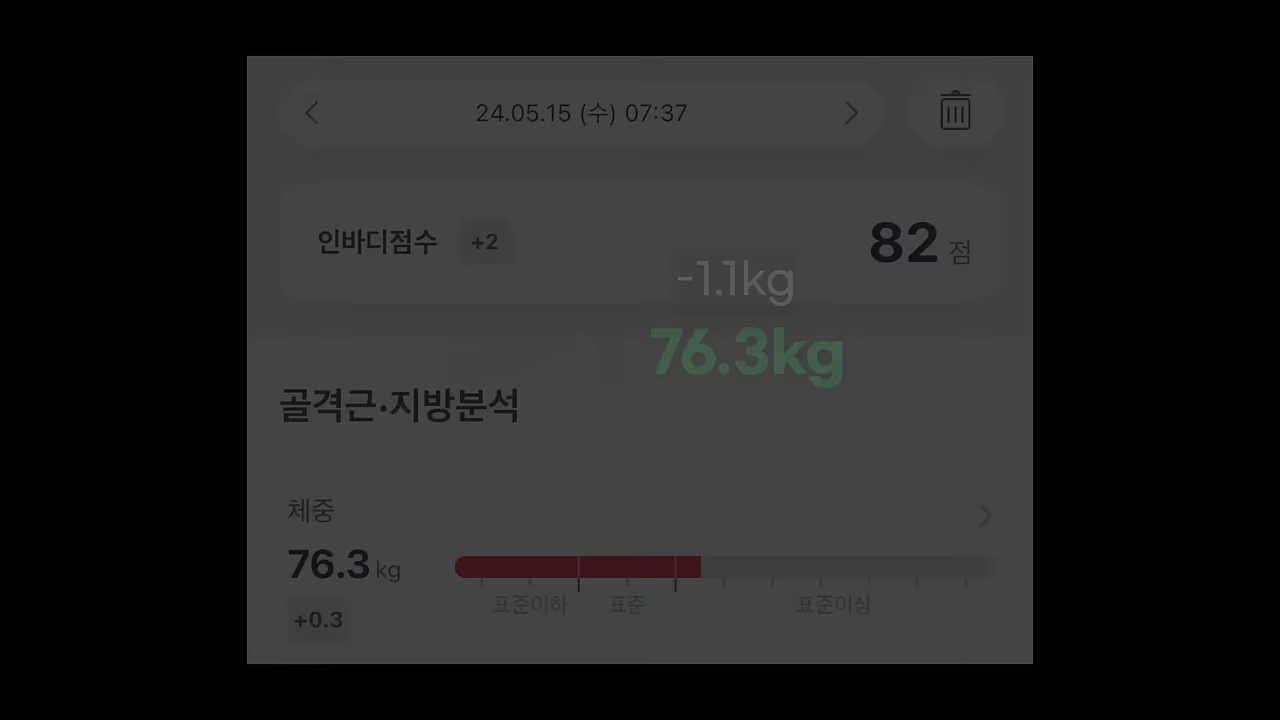 24.05.15 (수) 07:37
인바디점수 +2 82 점
-1.1kg
76.3kg
골격근·지방분석
체중
76.3 kg
표준이하 표준 표준이상
+0.3